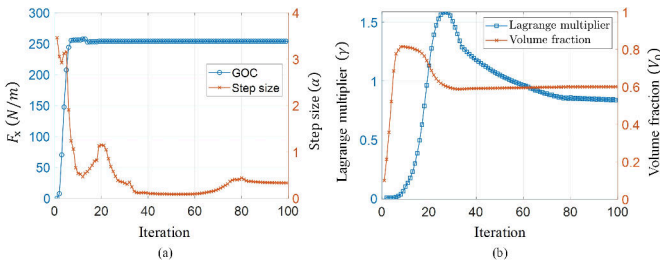 300
250
200
150
100
50
0
F_x (N/m)
4
3
2
1
0
Step size (α)
GOC
Step size
0
20
40
60
80
100
Iteration
(a)
1.5
1
0.5
0
Lagrange multiplier (γ)
1
0.8
0.6
0.4
0.2
0
Volume fraction (V_0)
Lagrange multiplier
Volume fraction
0
20
40
60
80
100
Iteration
(b)